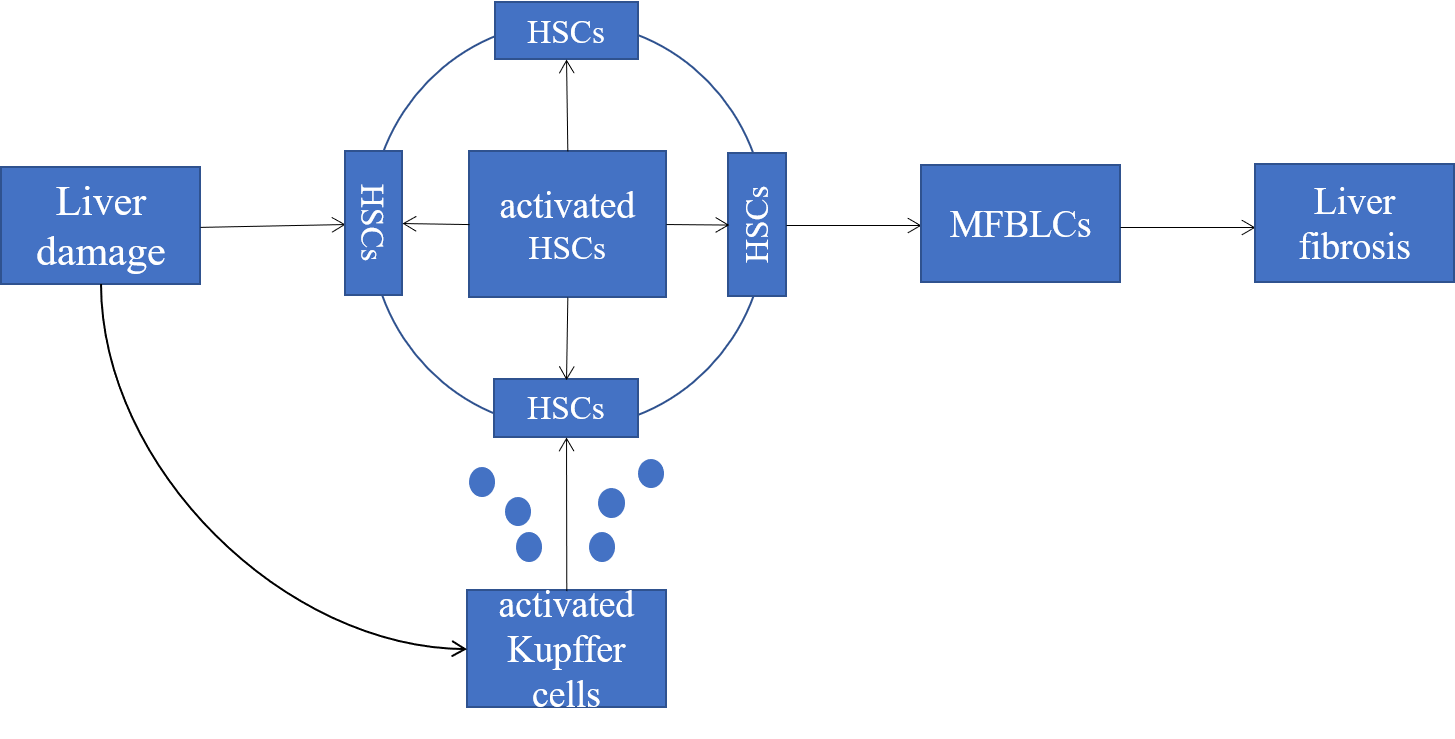 HSCs
Liver
damage
HSCs
activated
HSCs
HSCs
MFBLCs
Liver
fibrosis
HSCs
activated
Kupffer
cells